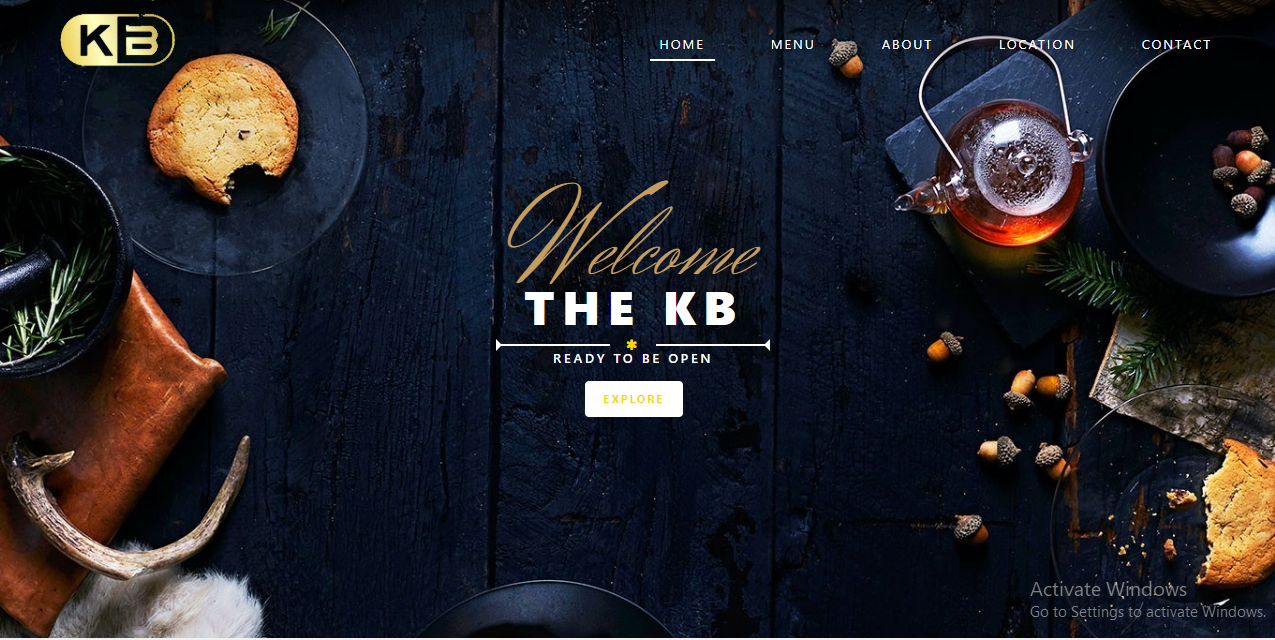 KB
HOME MENU ABOUT LOCATION CONTACT
Welcome
THE KB
READY TO BE OPEN
EXPLORE
Activate Windows
Go to Settings to activate Windows.